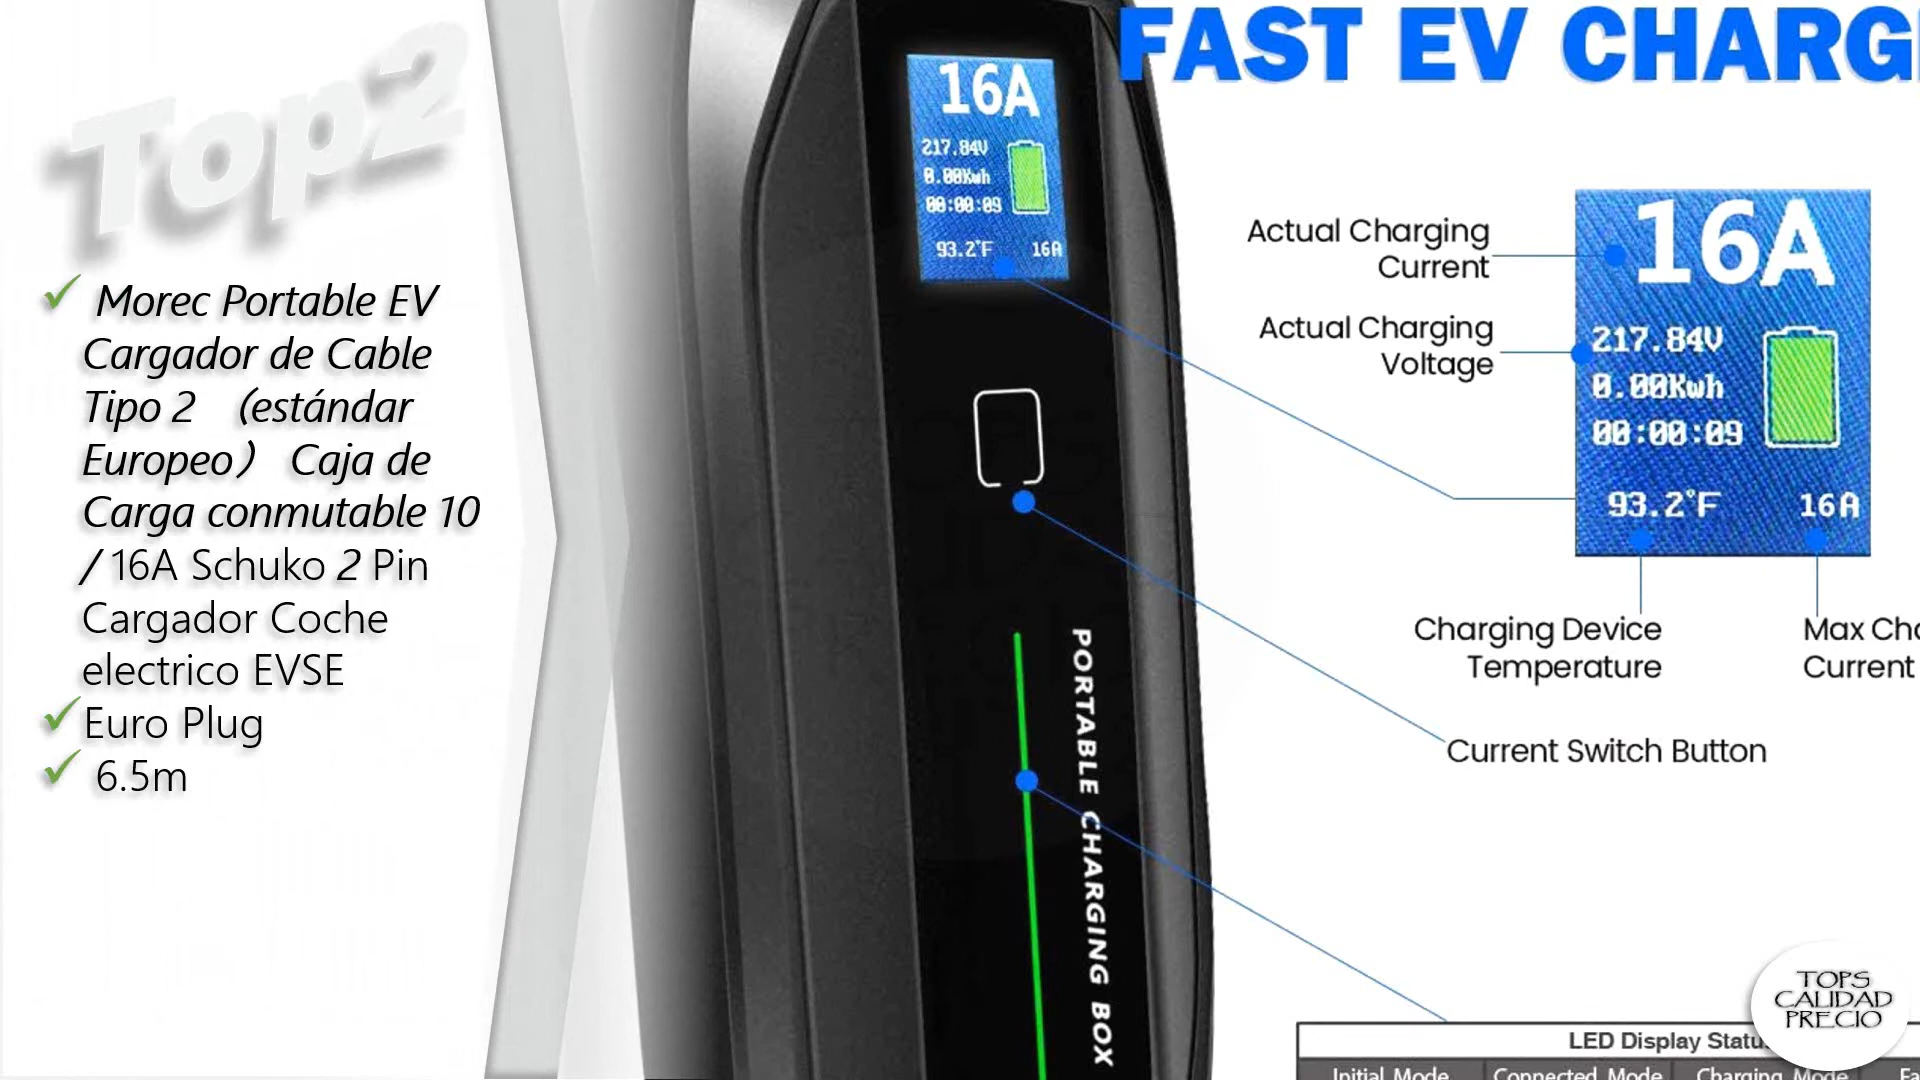 Top2
Morec Portable EV
Cargador de Cable
Tipo 2 （estándar
Europeo） Caja de
Carga conmutable 10
/ 16A Schuko 2 Pin
Cargador Coche
electrico EVSE
Euro Plug
6.5m
16A
217.84V
0.00Kwh
00:00:09
93.2°F 16A
PORTABLE CHARGING BOX
FAST EV CHARG
Actual Charging
Current
Actual Charging
Voltage
16A
217.84V
0.00Kwh
00:00:09
93.2°F 16A
Charging Device
Temperature
Max Cha
Current
Current Switch Button
LED Display Statu
Initial Mode Connected Mode Charging Mode Fa
TOPS
CALIDAD
PRECIO